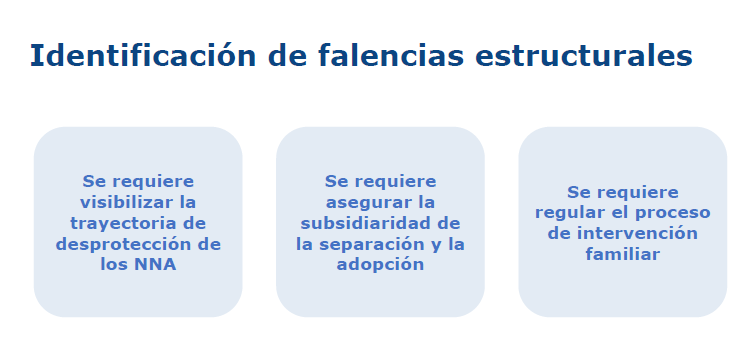 Identificación de falencias estructurales
Se requiere
visibilizar la
trayectoria de
desprotección de
los NNA
Se requiere
asegurar la
subsidiaridad de
la separación y la
adopción
Se requiere
regular el proceso
de intervención
familiar